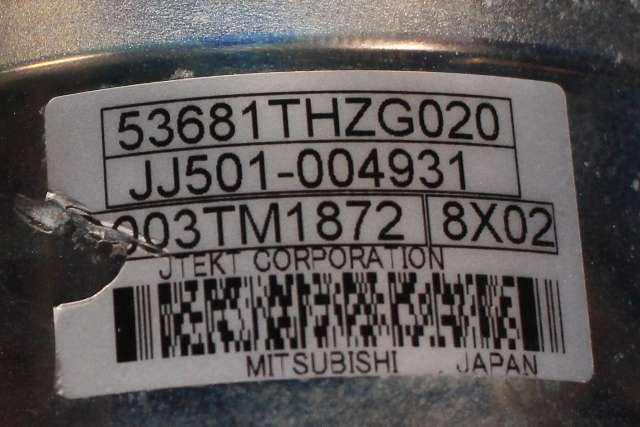 53681THZG020
JJ501-004931
003TM1872 8X02
JTEKT CORPORATION
MITSUBISHI JAPAN